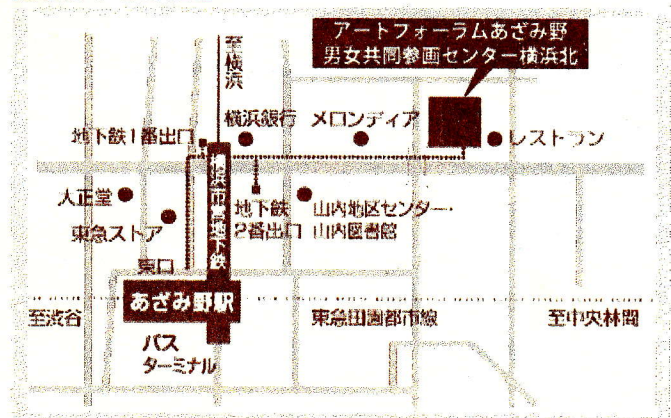 アートフォーラムあざみ野
男女共同参画センター横浜北
至横浜
横浜銀行
メロンディア
地下鉄1番出口
レストラン
横浜市営地下鉄
大正堂
東急ストア
地下鉄
2番出口
山内地区センター・
山内図書館
東口
あざみ野駅
至渋谷
東急田園都市線
至中央林間
バス
ターミナル